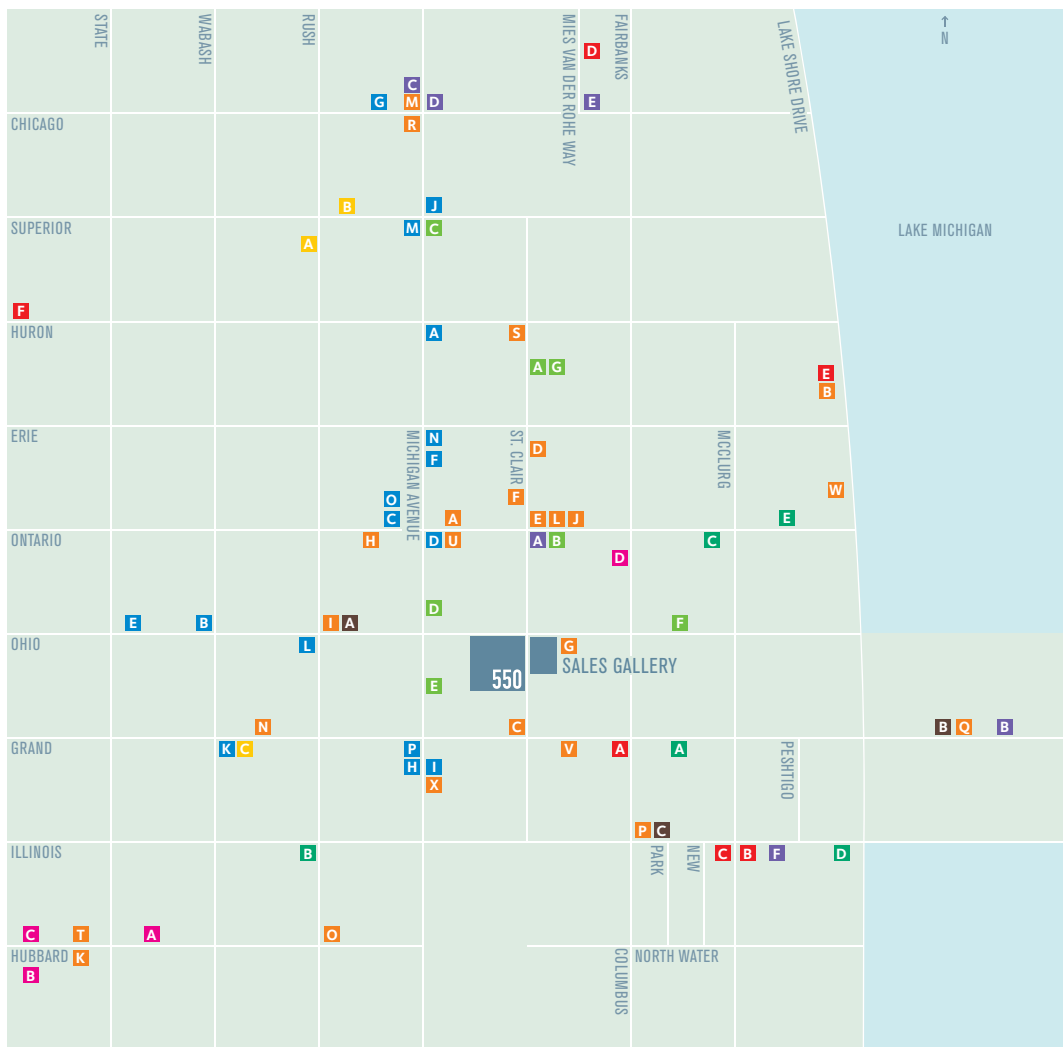 STATE
WABASH
RUSH
MIES VAN DER ROHE WAY
FAIRBANKS
LAKE SHORE DRIVE
N
D
C
G M D E
CHICAGO
R
B J
SUPERIOR
M C
LAKE MICHIGAN
A
F
HURON
A S
A G
E
B
ERIE
MICHIGAN AVENUE
ST. CLAIR
MCCLURG
N
D
F
W
O F
C A E L J E
ONTARIO
H D U A B C
D
D
E B I A F
OHIO
L G
550
SALES GALLERY
E
N C B Q B
GRAND
K C P V A A
PESHTIGO
H I
X
P C
ILLINOIS
B C B F D
PARK
NEW
C T A O
HUBBARD
K
COLUMBUS
NORTH WATER
B